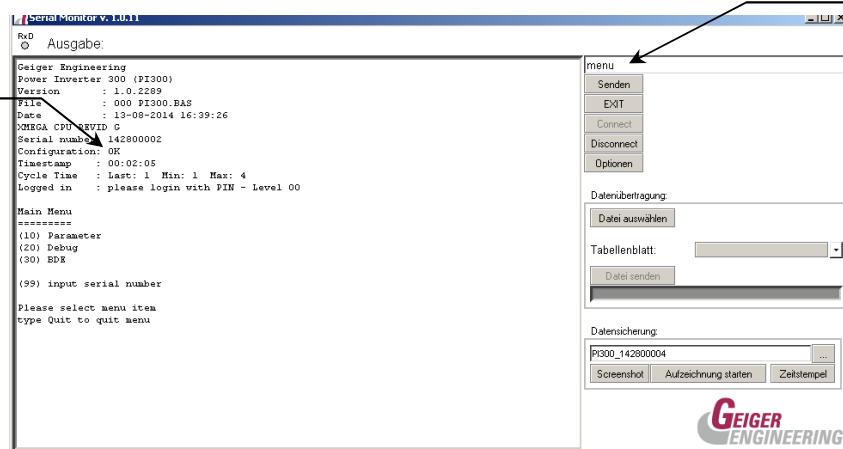 Serial Monitor v. 1.0.11
RxD
Ausgabe:
Geiger Engineering
Power Inverter 300 (PI300)
Version : 1.0.2289
File : 000 PI300.BAS
Date : 13-08-2014 16:39:26
XMEGA CPU REVID G
Serial number: 142800002
Configuration: OK
Timestamp : 00:02:05
Cycle Time : Last: 1 Min: 1 Max: 4
Logged in : please login with PIN - Level 00
Main Menu
=========
(10) Parameter
(20) Debug
(30) BDE
(99) input serial number
Please select menu item
type Quit to quit menu
menu
Senden
EXIT
Connect
Disconnect
Optionen
Datenübertragung:
Datei auswählen
Tabellenblatt:
Datei senden
Datensicherung:
PI300_142800004
...
Screenshot Aufzeichnung starten Zeitstempel
GEIGER
ENGINEERING